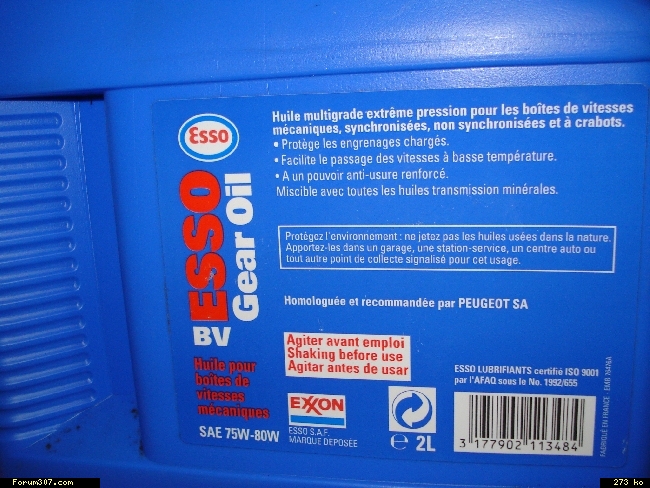 Esso
ESSO
Gear Oil
BV
Huile pour
boîtes de
vitesses
mécaniques
SAE 75W-80W
Huile multigrade extrême pression pour les boîtes de vitesses
mécaniques, synchronisées, non synchronisées et à crabots.
• Protège les engrenages chargés.
• Facilite le passage des vitesses à basse température.
• A un pouvoir anti-usure renforcé.
Miscible avec toutes les huiles transmission minérales.
Protégez l'environnement : ne jetez pas les huiles usées dans la nature.
Apportez-les dans un garage, une station-service, un centre auto ou
tout autre point de collecte signalisé pour cet usage.
Homologuée et recommandée par PEUGEOT SA
Agiter avant emploi
Shaking before use
Agitar antes de usar
EXXON
ESSO S.A.F.
MARQUE DEPOSEE
℮ 2L
ESSO LUBRIFIANTS certifié ISO 9001
par l'AFAQ sous le No. 1992/655
3 177902 113484
FABRIQUÉ EN FRANCE - EMB 76476A
Forum307.com
273 ko